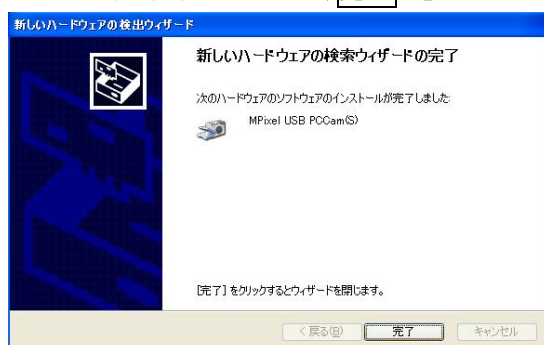 新しいハードウェアの検出ウィザード
新しいハードウェアの検索ウィザードの完了
次のハードウェアのソフトウェアのインストールが完了しました:
MPixel USB PCCam(S)
[完了] をクリックするとウィザードを閉じます。
< 戻る(B) 完了 キャンセル